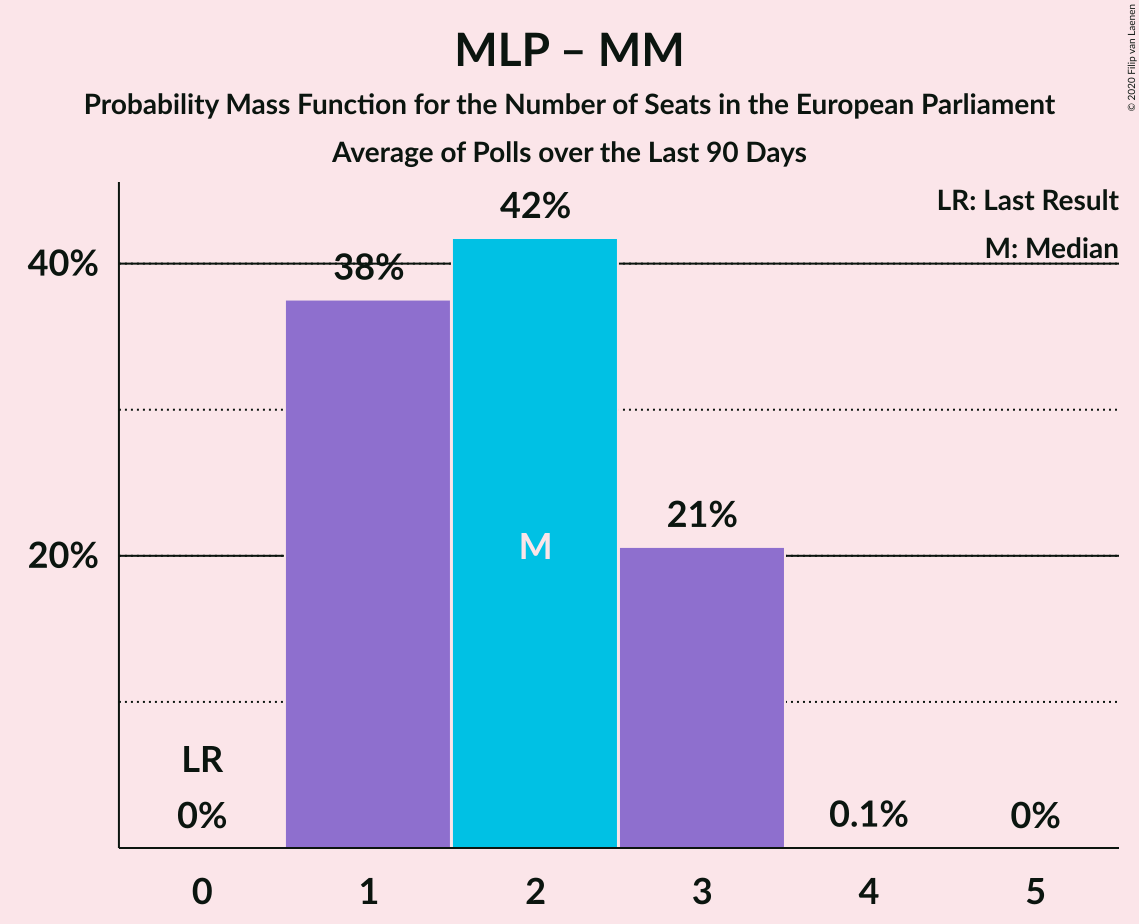 MLP – MM
Probability Mass Function for the Number of Seats in the European Parliament
Average of Polls over the Last 90 Days
© 2020 Filip van Laenen
LR: Last Result
M: Median
42%
40%
38%
21%
M
20%
LR
0%
0.1%
0%
0 1 2 3 4 5